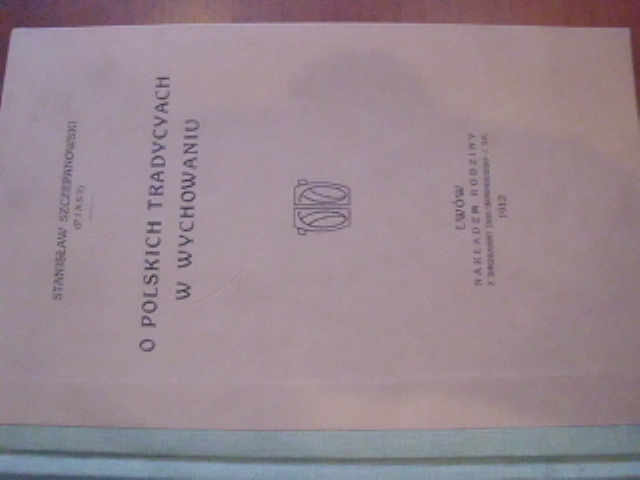 STANISŁAW SZCZEPANOWSKI
(PIAST)
O POLSKICH TRADYCYACH
W WYCHOWANIU
LWÓW
NAKŁADEM RODZINY
1912